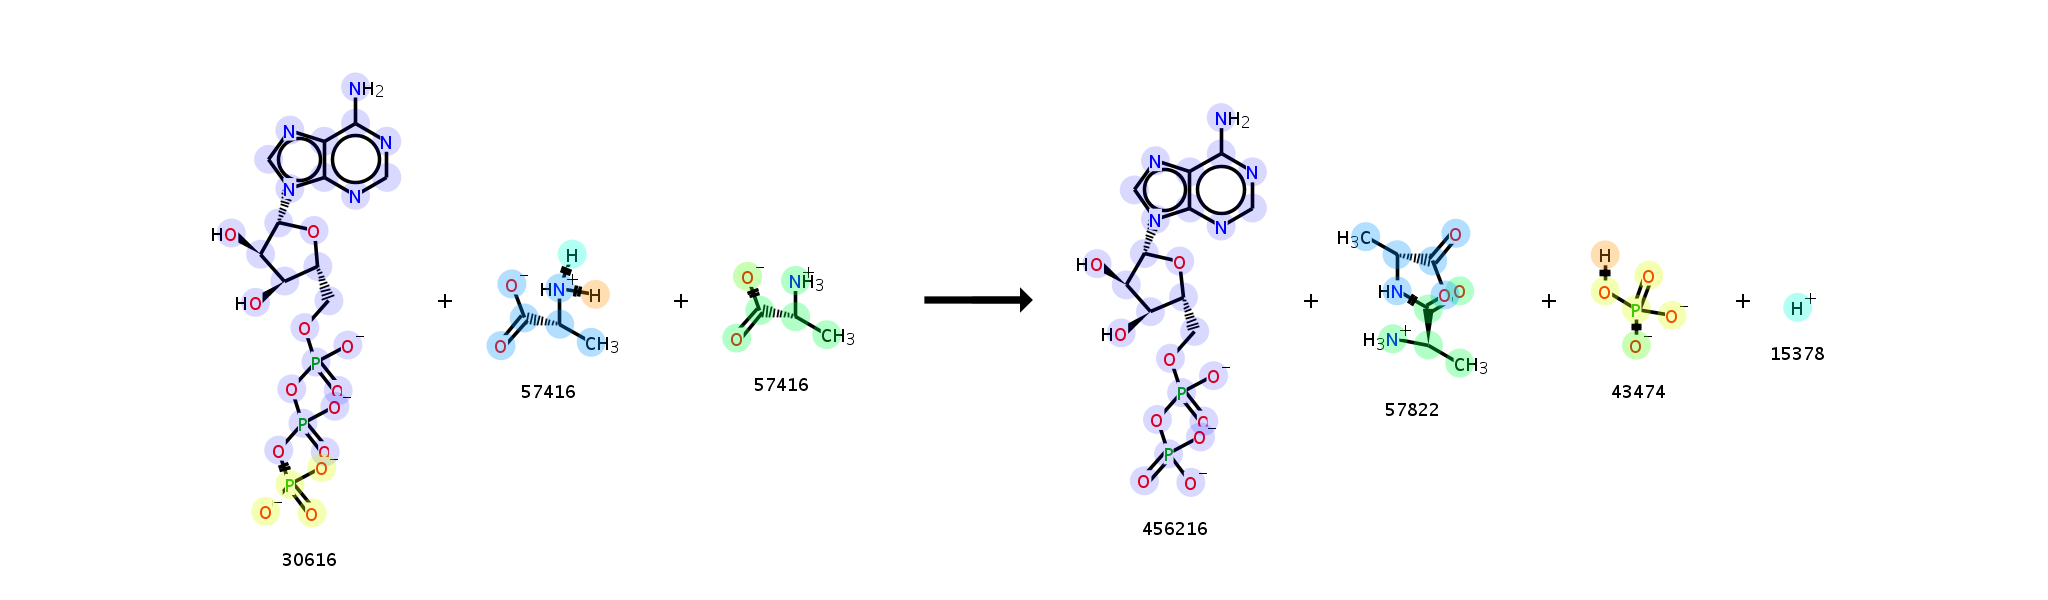 NH2
N N
N N
HO O
HO
O
P O-
O O
O-
P
O O
O-
P
O- O
30616
+
H
O- HN+ H
O CH3
57416
+
O- NH3+
O CH3
57416
+
NH2
N N
N N
HO O
HO
O
P O-
O O
O-
P
O O-
456216
+
H3C O
HN O O
H3N+ CH3
57822
+
H
O O
P O-
O-
43474
+
H+
15378